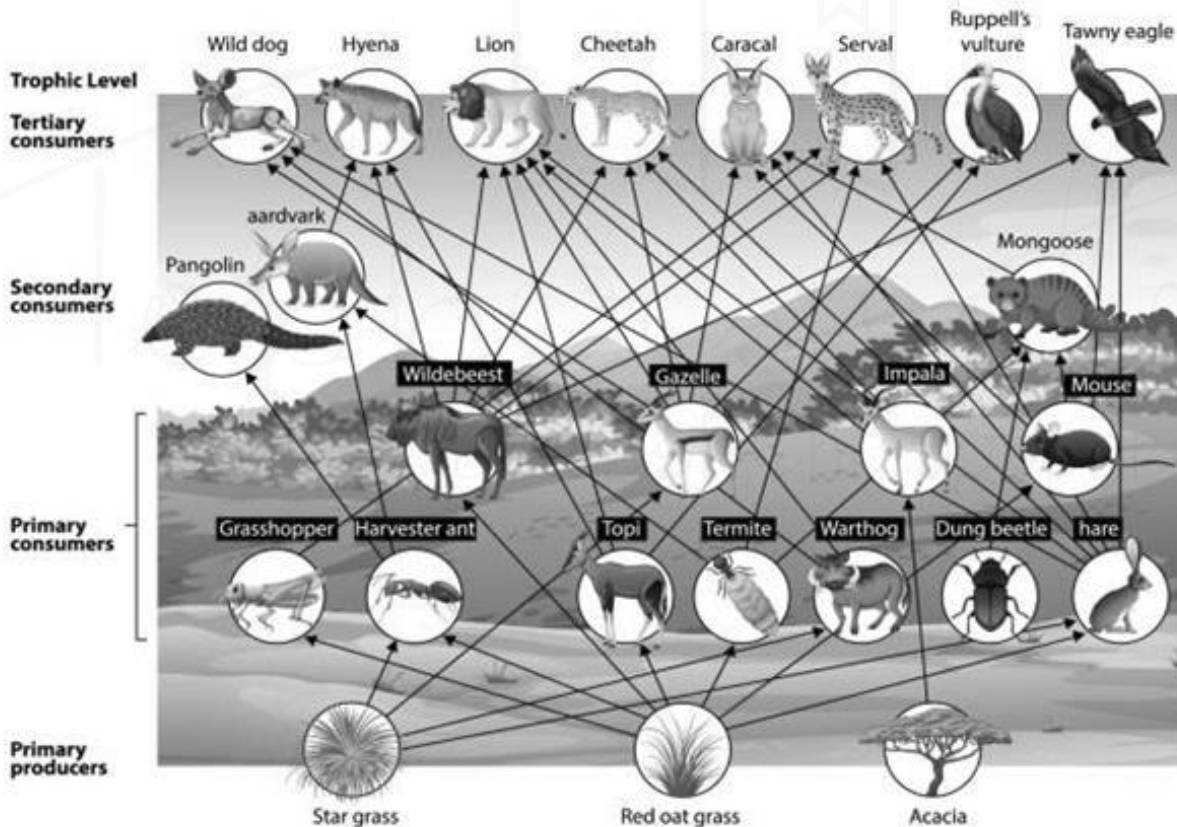 Wild dog
Hyena
Lion
Cheetah
Caracal
Serval
Ruppell's
vulture
Tawny eagle
Trophic Level
Tertiary
consumers
aardvark
Pangolin
Mongoose
Secondary
consumers
Wildebeest
Gazelle
Impala
Mouse
Primary
consumers
Grasshopper
Harvester ant
Topi
Termite
Warthog
Dung beetle
hare
Primary
producers
Star grass
Red oat grass
Acacia